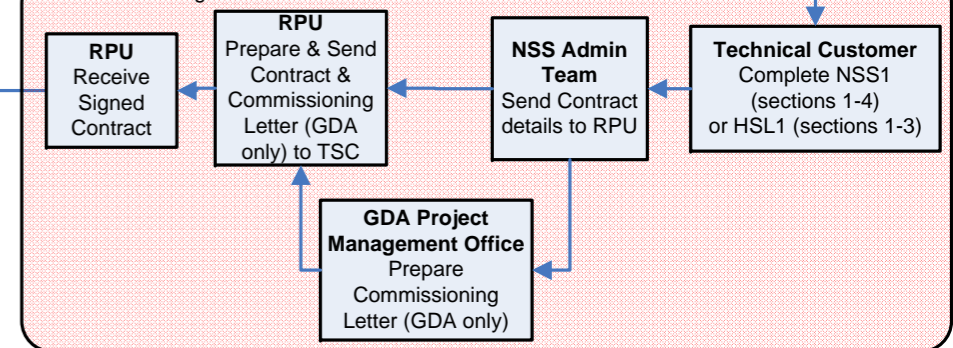 RPU
Receive
Signed
Contract
RPU
Prepare & Send
Contract &
Commissioning
Letter (GDA
only) to TSC
NSS Admin
Team
Send Contract
details to RPU
Technical Customer
Complete NSS1
(sections 1-4)
or HSL1 (sections 1-3)
GDA Project
Management Office
Prepare
Commissioning
Letter (GDA only)